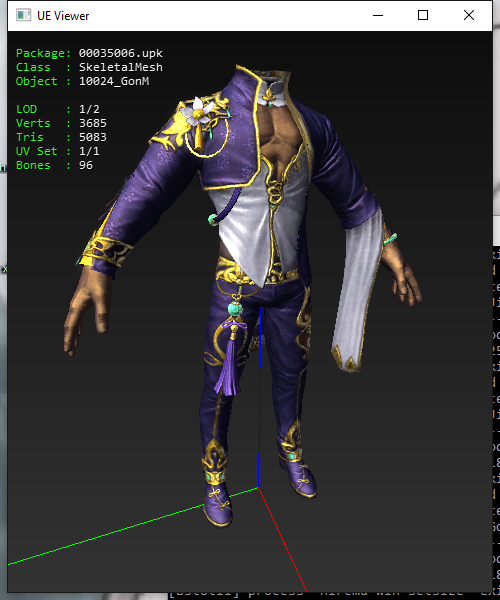 UE Viewer
Package: 00035006.upk
Class : SkeletalMesh
Object : 10024_GonM
LOD : 1/2
Verts : 3685
Tris : 5083
UV Set : 1/1
Bones : 96